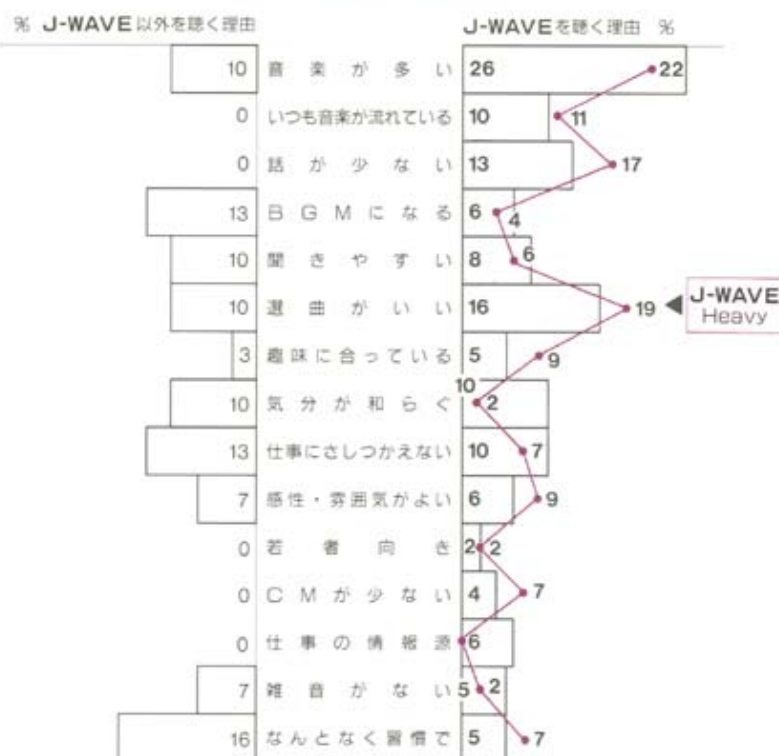 % J-WAVE以外を聴く理由 J-WAVEを聴く理由 %
10 音楽が多い 26 22
0 いつも音楽が流れている 10 11
0 話が少ない 13 17
13 BGMになる 6 4
10 聞きやすい 8 6
10 選曲がいい 16 19
J-WAVE
Heavy
3 趣味に合っている 5 9
10 気分が和らぐ 10 2
13 仕事にさしつかえない 10 7
7 感性・雰囲気がよい 6 9
0 若者向き 2 2
0 CMが少ない 4 7
0 仕事の情報源 6
7 雑音がない 5 2
16 なんとなく習慣で 5 7